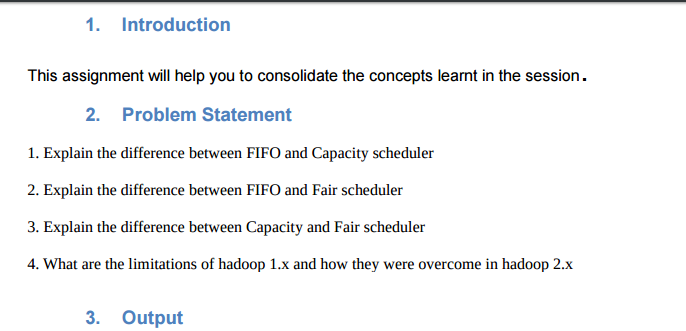 1. Introduction
This assignment will help you to consolidate the concepts learnt in the session.
2. Problem Statement
1. Explain the difference between FIFO and Capacity scheduler
2. Explain the difference between FIFO and Fair scheduler
3. Explain the difference between Capacity and Fair scheduler
4. What are the limitations of hadoop 1.x and how they were overcome in hadoop 2.x
3. Output